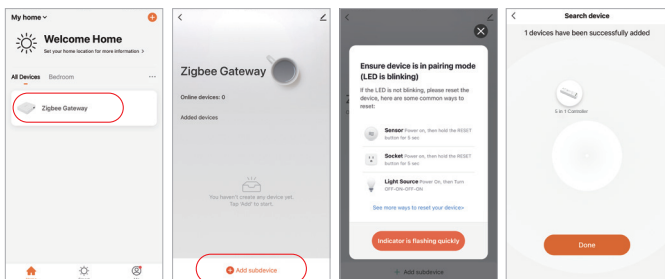 My home
Welcome Home
Set your home location for more information >
All Devices Bedroom ...
Zigbee Gateway
Zigbee Gateway
Online devices: 0
Added devices
You haven't create any device yet.
Tap 'Add' to start.
Add subdevice
Ensure device is in pairing mode
(LED is blinking)
If the LED is not blinking, please reset the
device, here are some common ways to
reset:
Sensor Power on, then hold the RESET
button for 5 sec
Socket Power on, then hold the RESET
button for 5 sec
Light Source Power On, then Turn
OFF-ON-OFF-ON
See more ways to reset your device>
Indicator is flashing quickly
+ Add subdevice
Search device
1 devices have been successfully added
5 in 1 Controller
Done